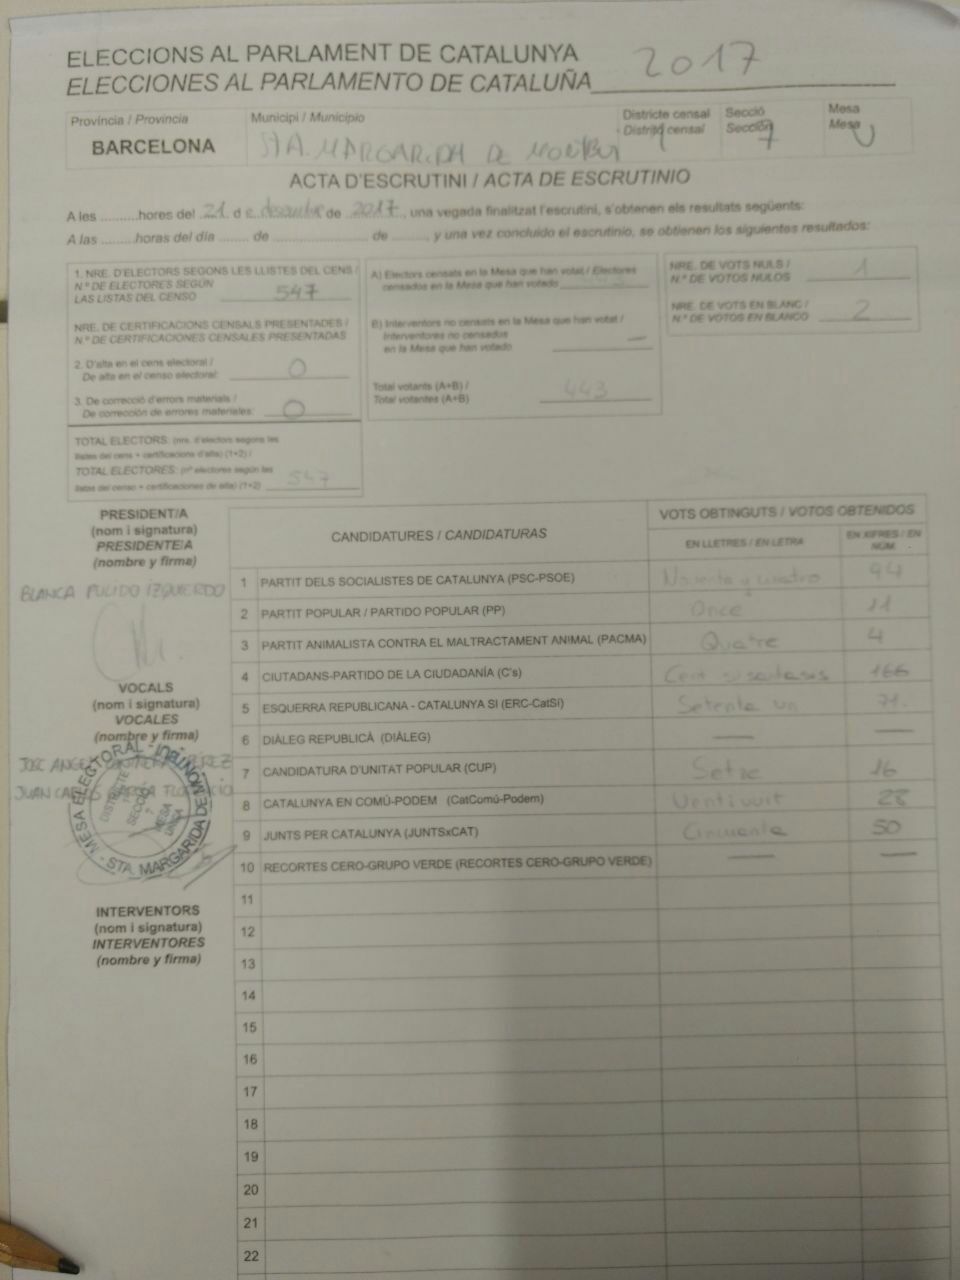 ELECCIONS AL PARLAMENT DE CATALUNYA 2017
ELECCIONES AL PARLAMENTO DE CATALUÑA
Província / Provincia
BARCELONA
Municipi / Municipio
STA. MARGARIDA DE MONTBUI
Districte censal
Distrito censal 1
Secció
Sección 7
Mesa
Mesa U
ACTA D'ESCRUTINI / ACTA DE ESCRUTINIO
A les ..........hores del 21 de desembre de 2017, una vegada finalitzat l'escrutini, s'obtenen els resultats següents:
A las .........horas del día ........ de ........................ de ........, y una vez concluido el escrutinio, se obtienen los siguientes resultados:
1. NRE. D'ELECTORS SEGONS LES LLISTES DEL CENS /
N.º DE ELECTORES SEGÚN
LAS LISTAS DEL CENSO 547
NRE. DE CERTIFICACIONS CENSALS PRESENTADES /
N.º DE CERTIFICACIONES CENSALES PRESENTADAS
2. D'alta en el cens electoral /
De alta en el censo electoral: 0
3. De correcció d'errors materials /
De corrección de errores materiales: 0
TOTAL ELECTORS: (nre. d'electors segons les
llistes del cens + certificacions d'alta) (1+2) /
TOTAL ELECTORES: (nº electores según las
listas del censo + certificaciones de alta) (1+2) 547
A) Electors censats en la Mesa que han votat / Electores
censados en la Mesa que han votado
B) Interventors no censats en la Mesa que han votat /
Interventores no censados
en la Mesa que han votado —
Total votants (A+B) /
Total votantes (A+B) 443
NRE. DE VOTS NULS /
N.º DE VOTOS NULOS 1
NRE. DE VOTS EN BLANC /
N.º DE VOTOS EN BLANCO 2
PRESIDENT/A
(nom i signatura)
PRESIDENTE/A
(nombre y firma)
BLANCA PULIDO IZQUIERDO
VOCALS
(nom i signatura)
VOCALES
(nombre y firma)
JOSE ANGEL PÉREZ
JUAN CARLOS
MESA ELECTORAL - STA. MARGARIDA DE MONTBUI
DISTRICTE
SECCIÓ
7
MESA
ÚNICA
INTERVENTORS
(nom i signatura)
INTERVENTORES
(nombre y firma)
CANDIDATURES / CANDIDATURAS
VOTS OBTINGUTS / VOTOS OBTENIDOS
EN LLETRES / EN LETRA
EN XIFRES / EN NÚM.
1 PARTIT DELS SOCIALISTES DE CATALUNYA (PSC-PSOE) Noventa y cuatro 94
2 PARTIT POPULAR / PARTIDO POPULAR (PP) Once 11
3 PARTIT ANIMALISTA CONTRA EL MALTRACTAMENT ANIMAL (PACMA) Quatre 4
4 CIUTADANS-PARTIDO DE LA CIUDADANÍA (C's) Cent 166
5 ESQUERRA REPUBLICANA - CATALUNYA SI (ERC-CatSí) Setenta un 71.
6 DIÀLEG REPUBLICÀ (DIÀLEG) — —
7 CANDIDATURA D'UNITAT POPULAR (CUP) Setze 16
8 CATALUNYA EN COMÚ-PODEM (CatComú-Podem) Ventivuit 28
9 JUNTS PER CATALUNYA (JUNTSxCAT) Cincuenta 50
10 RECORTES CERO-GRUPO VERDE (RECORTES CERO-GRUPO VERDE) — —
11
12
13
14
15
16
17
18
19
20
21
22